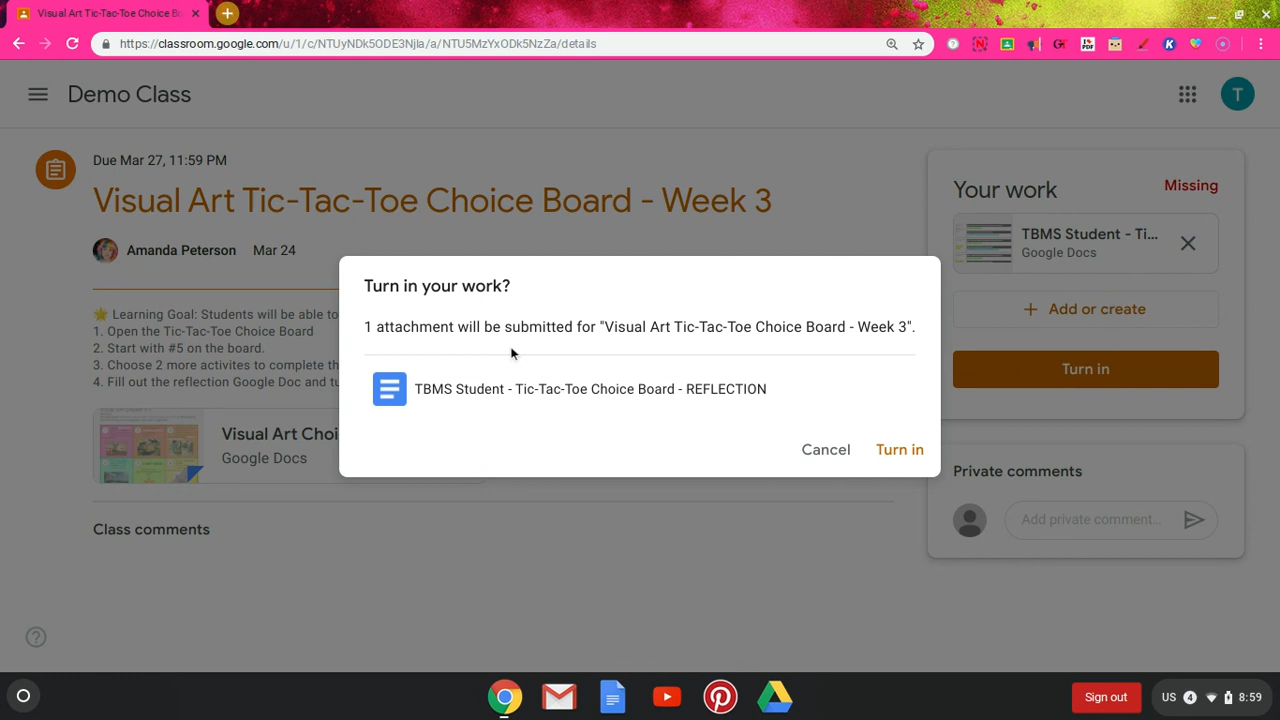 Visual Art Tic-Tac-Toe Choice Bo
https://classroom.google.com/u/1/c/NTUyNDk5ODE3Njla/a/NTU5MzYxODk5NzZa/details
Demo Class
T
Due Mar 27, 11:59 PM
Visual Art Tic-Tac-Toe Choice Board - Week 3
Amanda Peterson Mar 24
Learning Goal: Students will be able to
1. Open the Tic-Tac-Toe Choice Board
2. Start with #5 on the board.
3. Choose 2 more activites to complete th
4. Fill out the reflection Google Doc and tu
Visual Art Choi
Google Docs
Class comments
Turn in your work?
1 attachment will be submitted for "Visual Art Tic-Tac-Toe Choice Board - Week 3".
TBMS Student - Tic-Tac-Toe Choice Board - REFLECTION
Cancel Turn in
Your work Missing
TBMS Student - Ti...
Google Docs
+ Add or create
Turn in
Private comments
Add private comment...
Sign out
US 4 8:59